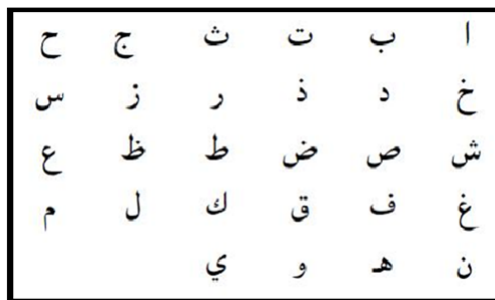 ا ب ت ث ج ح
خ د ذ ر ز س
ش ص ض ط ظ ع
غ ف ق ك ل م
ن هـ و ي